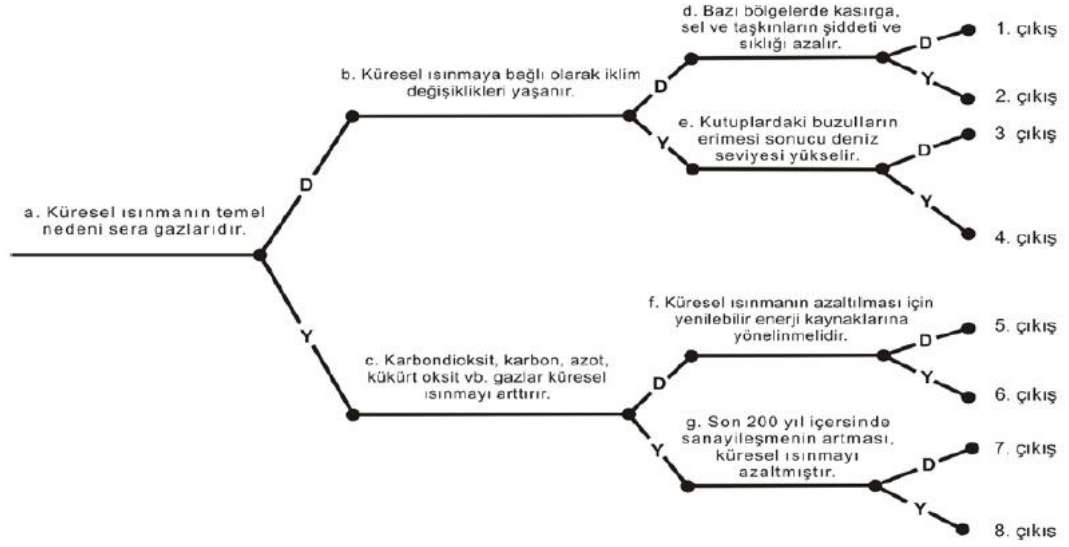 d. Bazı bölgelerde kasırga,
sel ve taşkınların şiddeti ve
sıklığı azalır.
D
1. çıkış
Y
2. çıkış
b. Küresel ısınmaya bağlı olarak iklim
değişiklikleri yaşanır.
D
Y
e. Kutuplardaki buzulların
erimesi sonucu deniz
seviyesi yükselir.
D
3 çıkış
Y
4. çıkış
D
a. Küresel ısınmanın temel
nedeni sera gazlarıdır.
Y
f. Küresel ısınmanın azaltılması için
yenilebilir enerji kaynaklarına
yönelinmelidir.
D
5. çıkış
Y
6. çıkış
c. Karbondioksit, karbon, azot,
kükürt oksit vb. gazlar küresel
ısınmayı arttırır.
D
Y
g. Son 200 yıl içersinde
sanayileşmenin artması,
küresel ısınmayı
azaltmıştır.
D
7. çıkış
Y
8. çıkıs